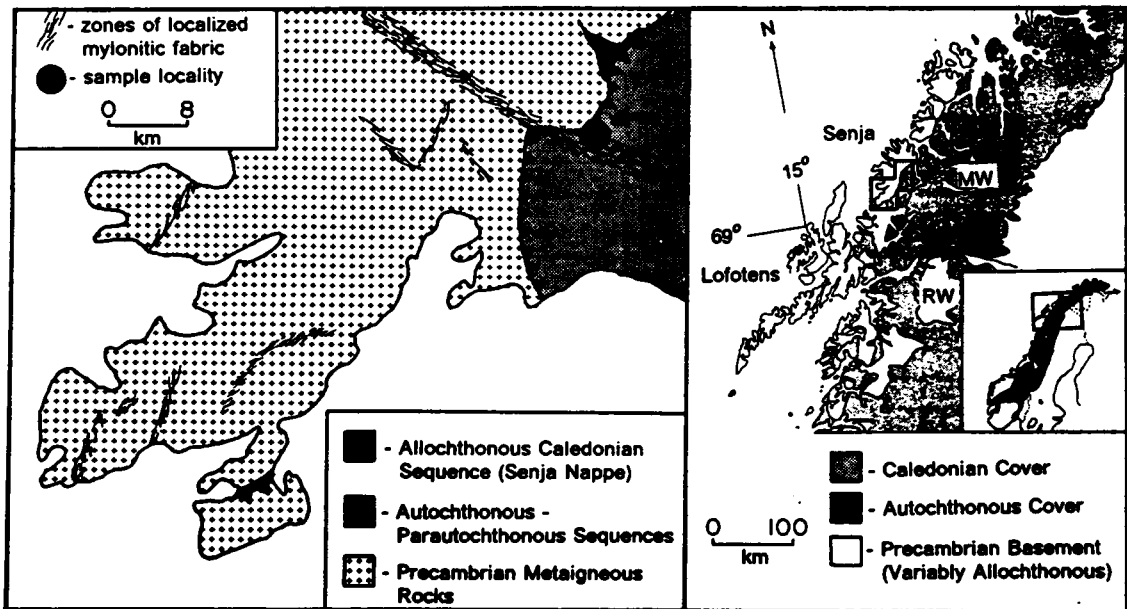 - zones of localized
mylonitic fabric
- sample locality
0 8
km
- Allochthonous Caledonian
Sequence (Senja Nappe)
- Autochthonous -
Parautochthonous Sequences
- Precambrian Metaigneous
Rocks
N
Senja
15°
MW
69°
Lofotens
RW
- Caledonian Cover
- Autochthonous Cover
0 100
km
- Precambrian Basement
(Variably Allochthonous)